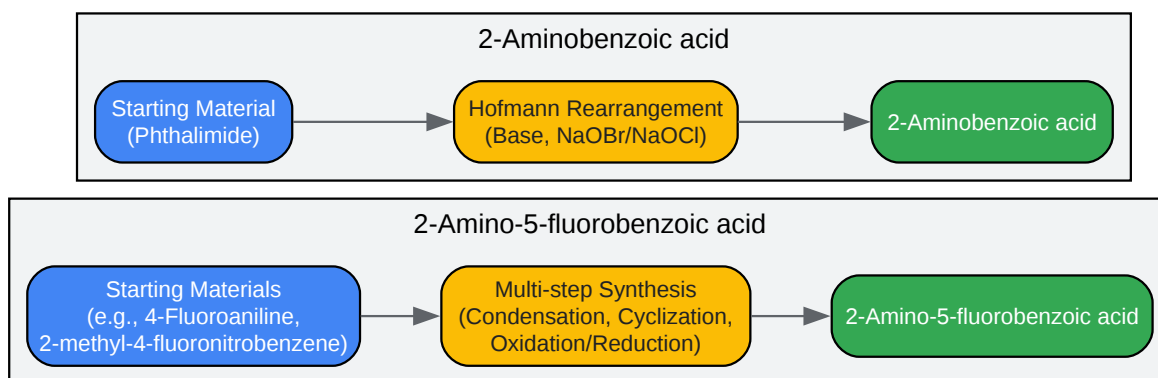 2-Aminobenzoic acid
Starting Material
(Phthalimide)
Hofmann Rearrangement
(Base, NaOBr/NaOCl)
2-Aminobenzoic acid
2-Amino-5-fluorobenzoic acid
Starting Materials
(e.g., 4-Fluoroaniline,
2-methyl-4-fluoronitrobenzene)
Multi-step Synthesis
(Condensation, Cyclization,
Oxidation/Reduction)
2-Amino-5-fluorobenzoic acid